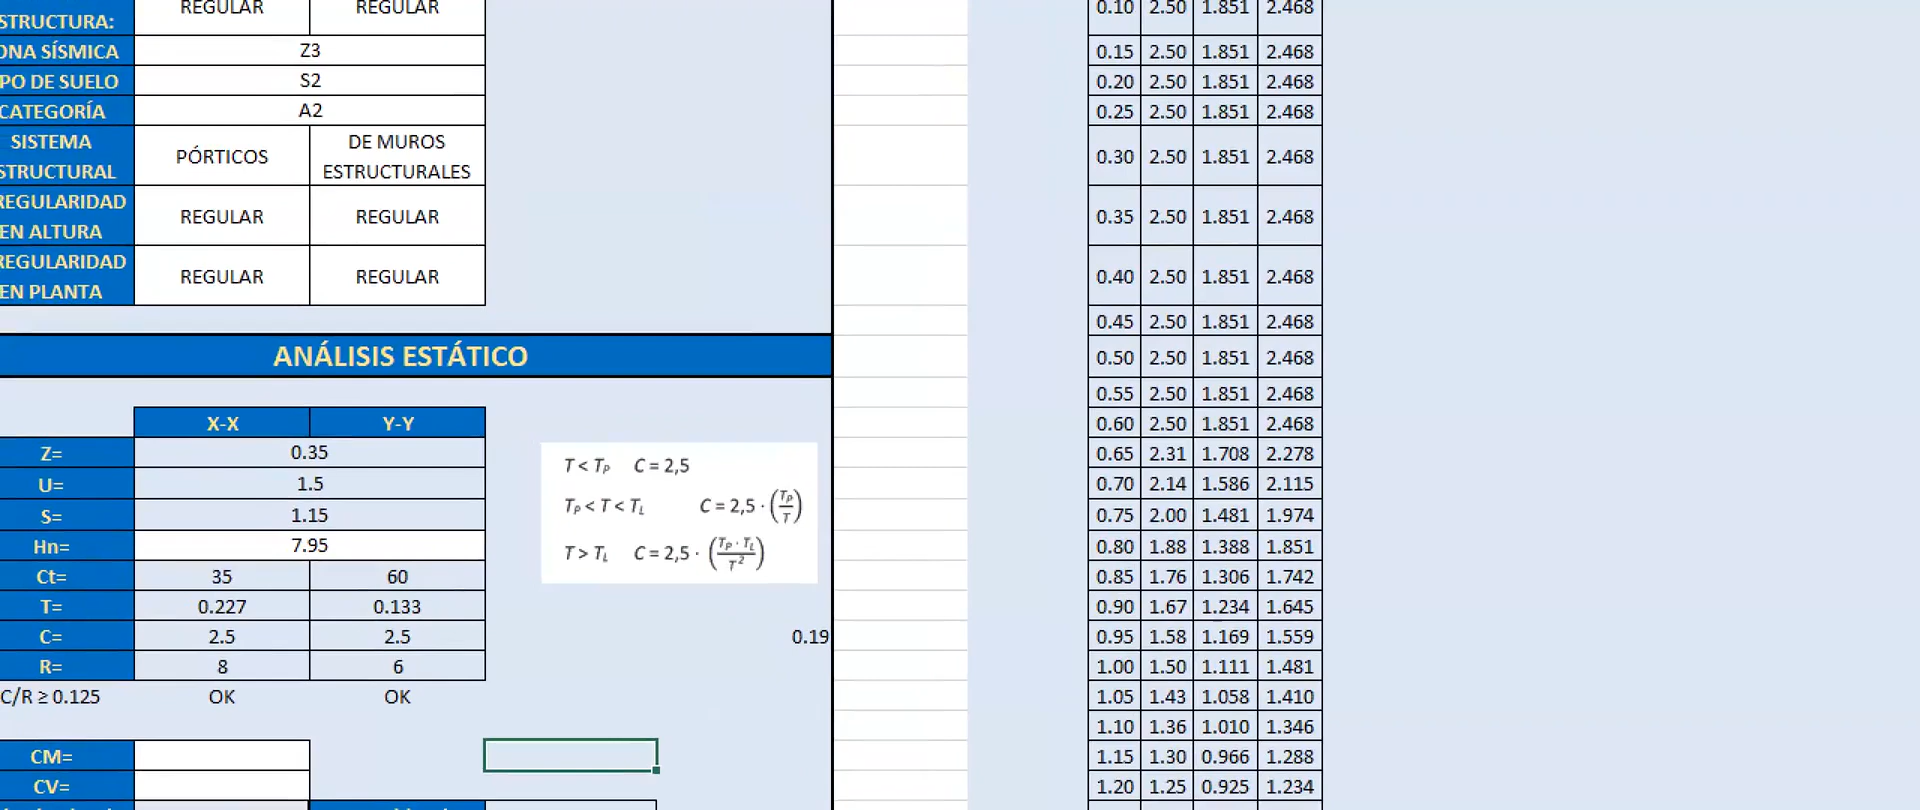 STRUCTURA: REGULAR REGULAR
ONA SÍSMICA Z3
PO DE SUELO S2
CATEGORÍA A2
SISTEMA
STRUCTURAL PÓRTICOS DE MUROS
ESTRUCTURALES
REGULARIDAD
EN ALTURA REGULAR REGULAR
REGULARIDAD
EN PLANTA REGULAR REGULAR
ANÁLISIS ESTÁTICO
X-X Y-Y
Z= 0.35
U= 1.5
S= 1.15
Hn= 7.95
Ct= 35 60
T= 0.227 0.133
C= 2.5 2.5
R= 8 6
C/R ≥ 0.125 OK OK
CM=
CV=
T < TP C = 2,5
TP < T < TL C = 2,5 · (TP/T)
T > TL C = 2,5 · (TP · TL/T²)
0.19
0.10 2.50 1.851 2.468
0.15 2.50 1.851 2.468
0.20 2.50 1.851 2.468
0.25 2.50 1.851 2.468
0.30 2.50 1.851 2.468
0.35 2.50 1.851 2.468
0.40 2.50 1.851 2.468
0.45 2.50 1.851 2.468
0.50 2.50 1.851 2.468
0.55 2.50 1.851 2.468
0.60 2.50 1.851 2.468
0.65 2.31 1.708 2.278
0.70 2.14 1.586 2.115
0.75 2.00 1.481 1.974
0.80 1.88 1.388 1.851
0.85 1.76 1.306 1.742
0.90 1.67 1.234 1.645
0.95 1.58 1.169 1.559
1.00 1.50 1.111 1.481
1.05 1.43 1.058 1.410
1.10 1.36 1.010 1.346
1.15 1.30 0.966 1.288
1.20 1.25 0.925 1.234